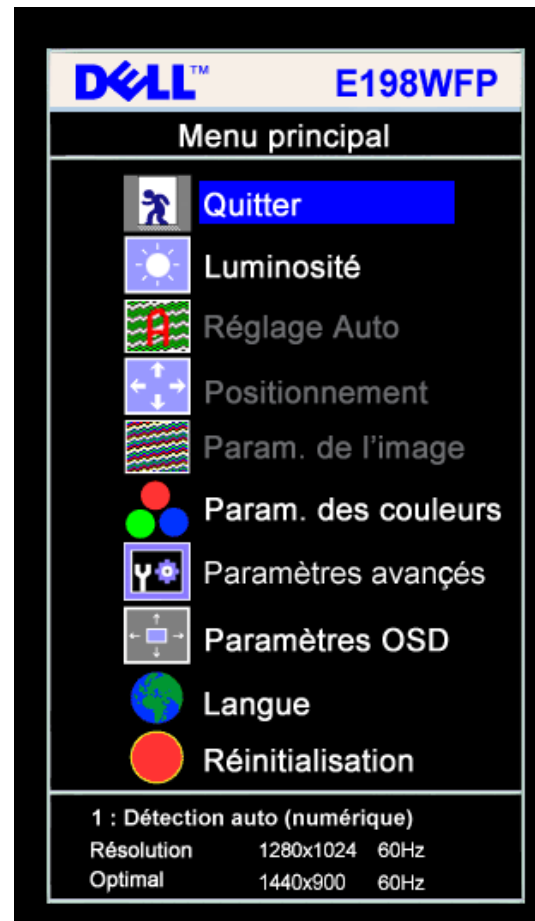 DELL™ E198WFP
Menu principal
Quitter
Luminosité
Réglage Auto
Positionnement
Param. de l'image
Param. des couleurs
Paramètres avançés
Paramètres OSD
Langue
Réinitialisation
1 : Détection auto (numérique)
Résolution 1280x1024 60Hz
Optimal 1440x900 60Hz